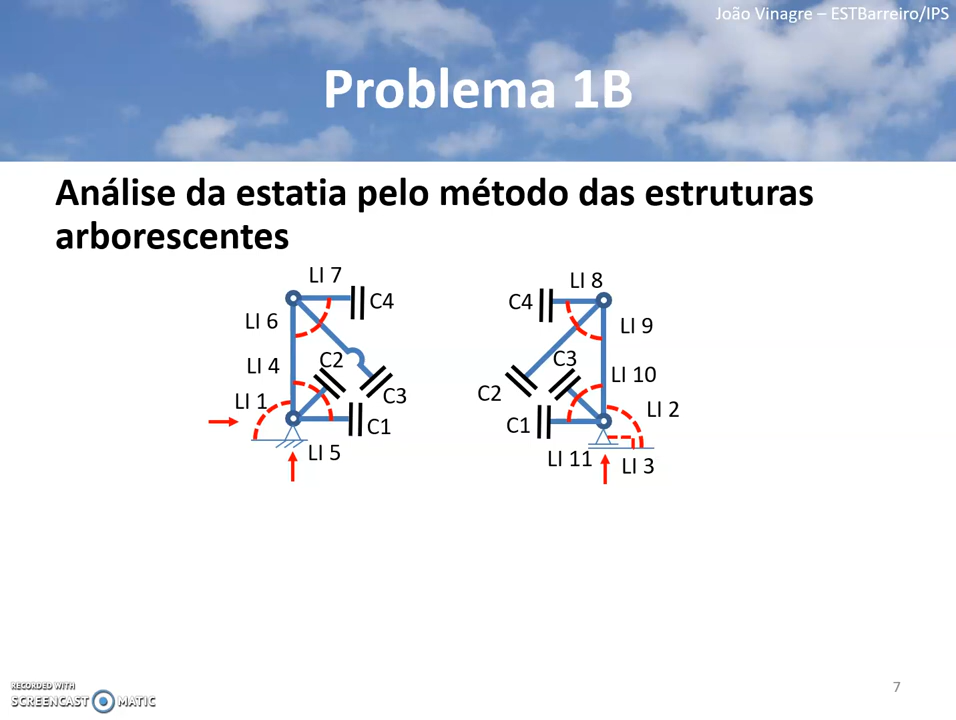 João Vinagre – ESTBarreiro/IPS
Problema 1B
Análise da estatia pelo método das estruturas
arborescentes
LI 7
LI 8
C4
C4
LI 6
LI 9
LI 4
C2
C3
LI 10
LI 1
C3
C2
LI 2
C1
C1
LI 5
LI 11
LI 3
RECORDED WITH
SCREENCAST MATIC
7